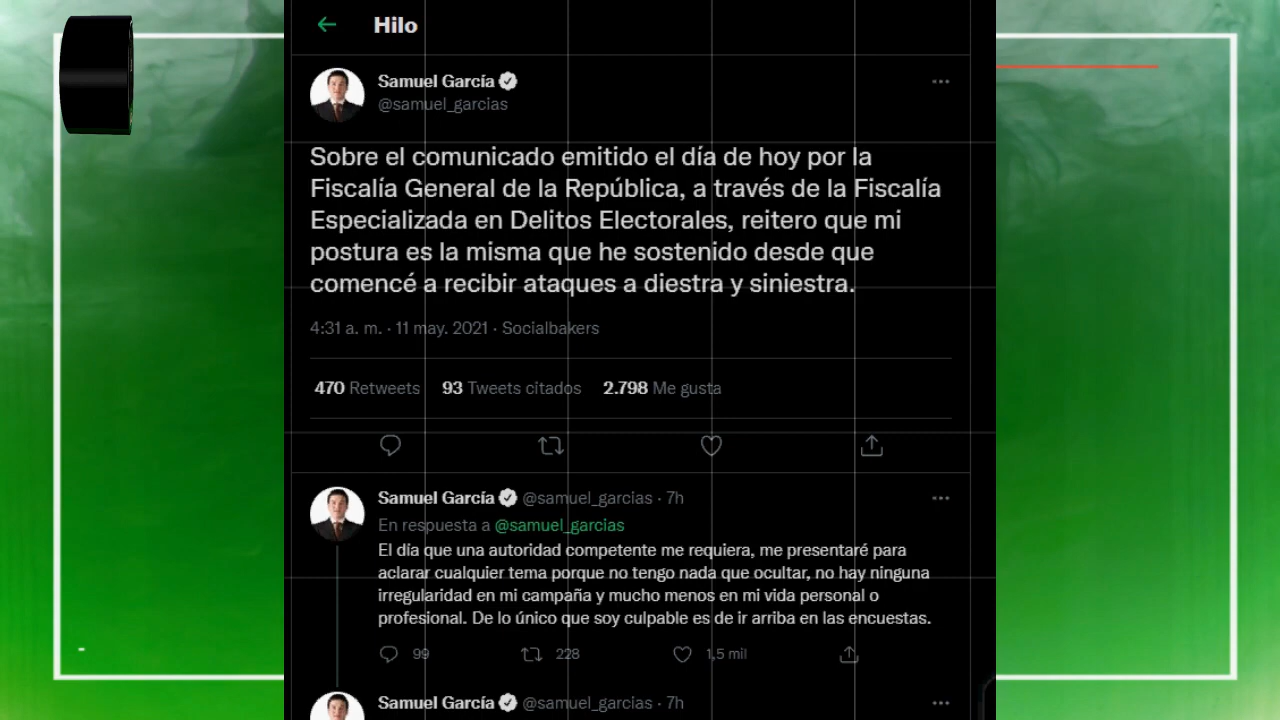 Hilo
Samuel García
@samuel_garcias
Sobre el comunicado emitido el día de hoy por la
Fiscalía General de la República, a través de la Fiscalía
Especializada en Delitos Electorales, reitero que mi
postura es la misma que he sostenido desde que
comencé a recibir ataques a diestra y siniestra.
4:31 a. m. · 11 may. 2021 · Socialbakers
470 Retweets 93 Tweets citados 2.798 Me gusta
Samuel García @samuel_garcias · 7h
En respuesta a @samuel_garcias
El día que una autoridad competente me requiera, me presentaré para
aclarar cualquier tema porque no tengo nada que ocultar, no hay ninguna
irregularidad en mi campaña y mucho menos en mi vida personal o
profesional. De lo único que soy culpable es de ir arriba en las encuestas.
99 228 1,5 mil
Samuel García @samuel_garcias · 7h